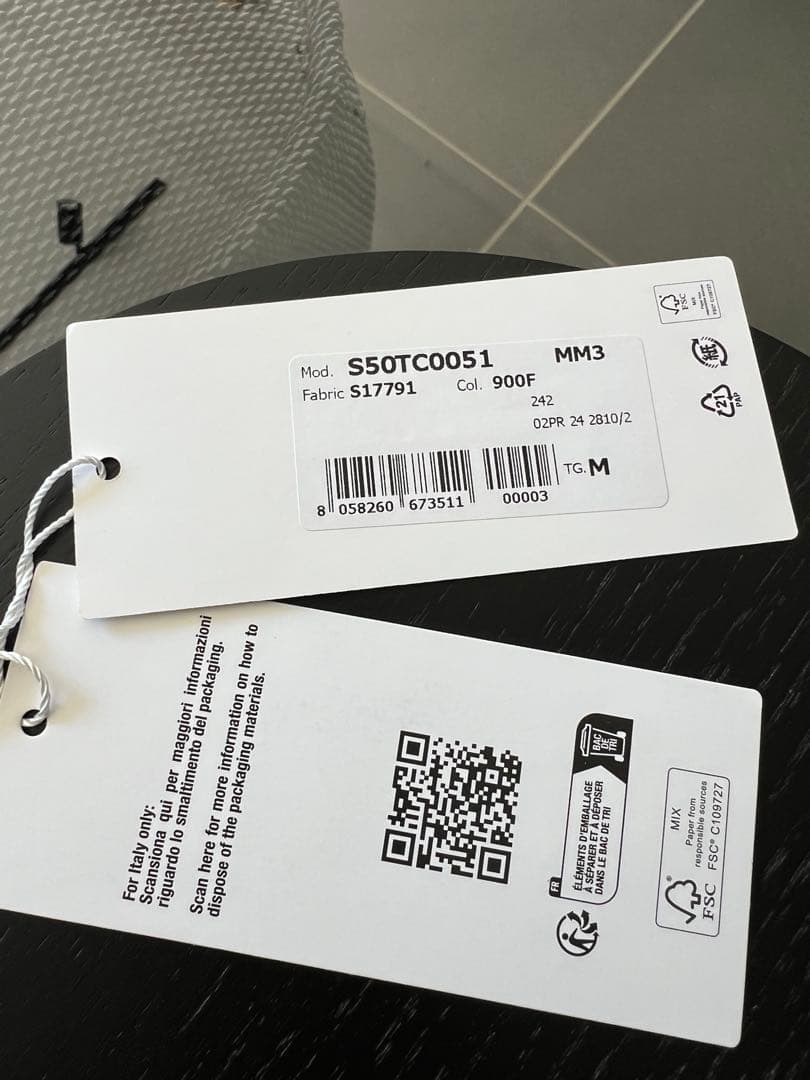 Mod. S50TC0051 MM3
Fabric S17791 Col. 900F
242
02PR 24 2810/2
TG. M
8 058260 673511 00003
FSC
MIX
紙
21
PAP
For Italy only:
Scansiona qui per maggiori informazioni
riguardo lo smaltimento del packaging.
Scan here for more information on how to
dispose of the packaging materials.
FR
ÉLÉMENTS D'EMBALLAGE
À SÉPARER ET À DÉPOSER
DANS LE BAC DE TRI
BAC
DE
TRI
FSC
MIX
Paper from
responsible sources
FSC® C109727